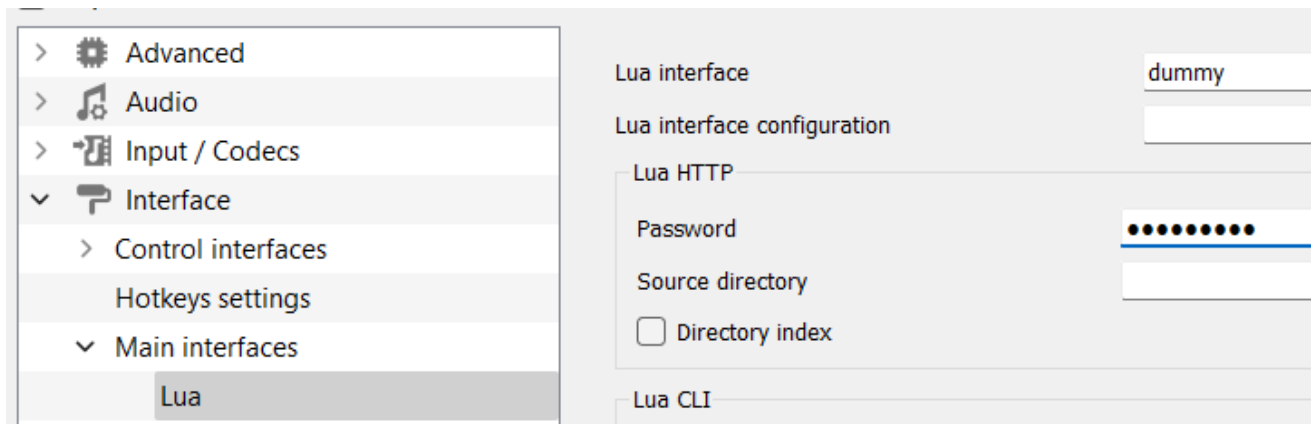 Advanced
Audio
Input / Codecs
Interface
Control interfaces
Hotkeys settings
Main interfaces
Lua
Lua interface
dummy
Lua interface configuration
Lua HTTP
Password
•••••••••
Source directory
Directory index
Lua CLI